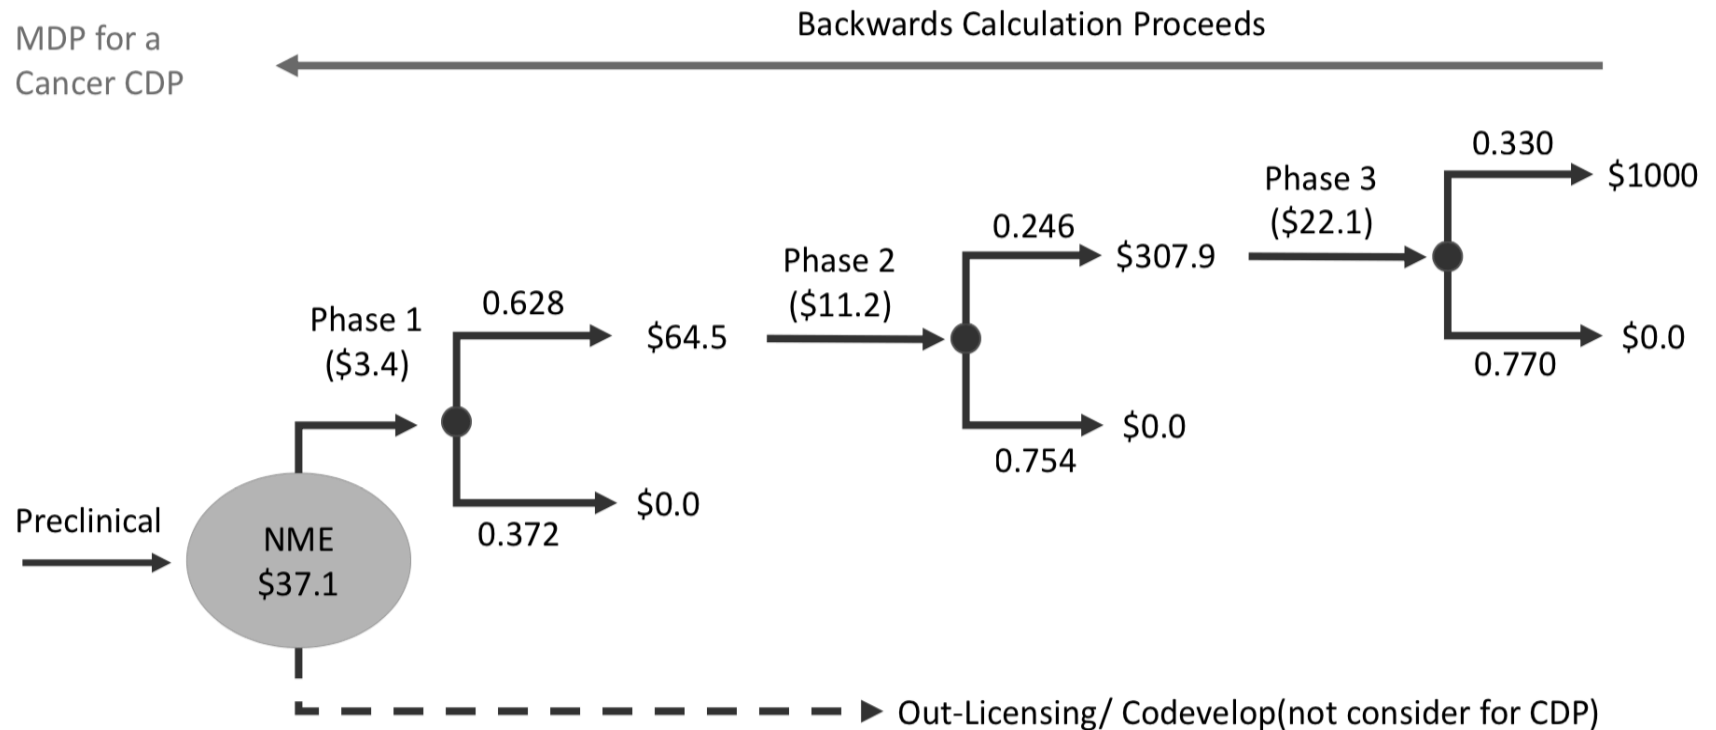 MDP for a
Cancer CDP
Backwards Calculation Proceeds
0.330
$1000
Phase 3
($22.1)
0.246
$307.9
Phase 2
($11.2)
0.628
$64.5
Phase 1
($3.4)
$0.0
0.770
$0.0
0.754
$0.0
0.372
Preclinical
NME
$37.1
Out-Licensing/ Codevelop(not consider for CDP)